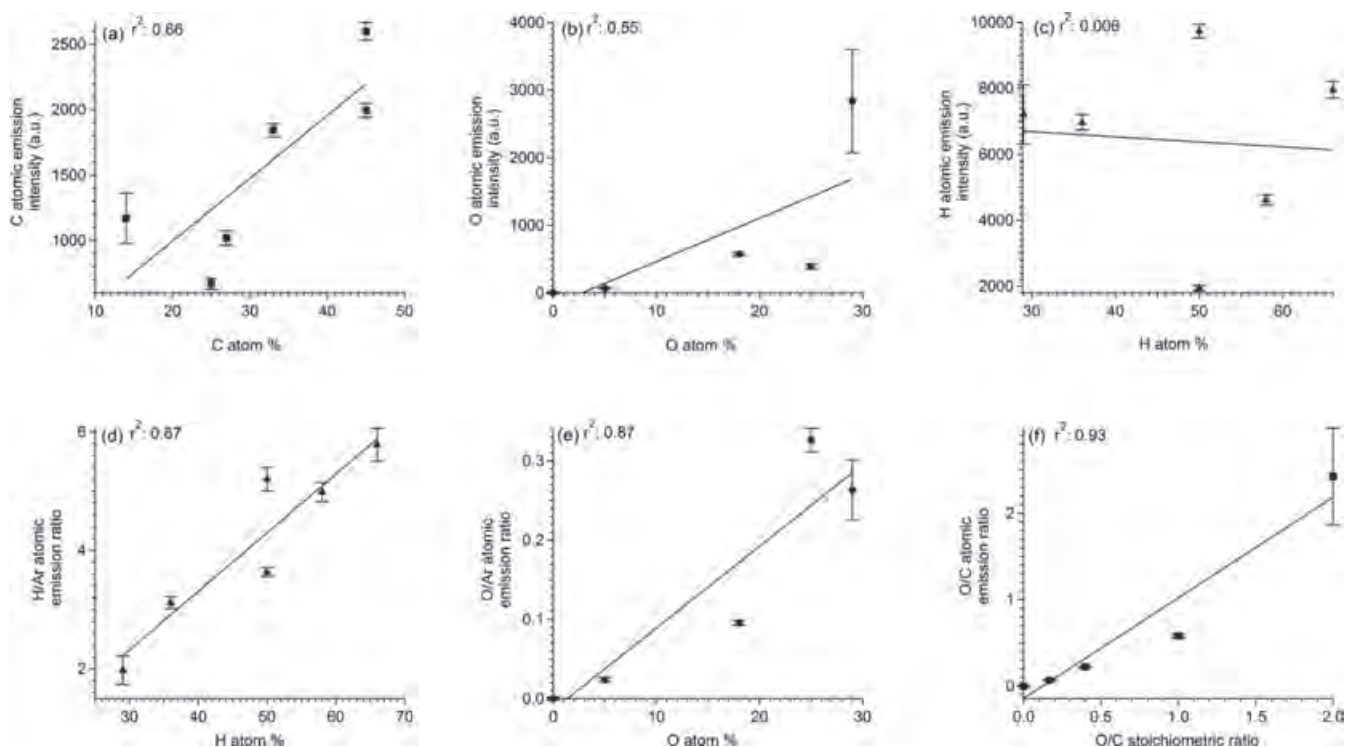 (a) r²: 0.66
2500
2000
1500
1000
10 20 30 40 50
C atomic emission
intensity (a.u.)
C atom %
(b) r²: 0.55
4000
3000
2000
1000
0
0 10 20 30
O atomic emission
intensity (a.u.)
O atom %
(c) r²: 0.008
10000
8000
6000
4000
2000
30 40 50 60
H atomic emission
intensity (a.u.)
H atom %
(d) r²: 0.87
6
4
2
30 40 50 60 70
H/Ar atomic
emission ratio
H atom %
(e) r²: 0.87
0.3
0.2
0.1
0.0
0 10 20 30
O/Ar atomic
emission ratio
O atom %
(f) r²: 0.93
2
1
0
0.0 0.5 1.0 1.5 2.0
O/C atomic
emission ratio
O/C stoichiometric ratio